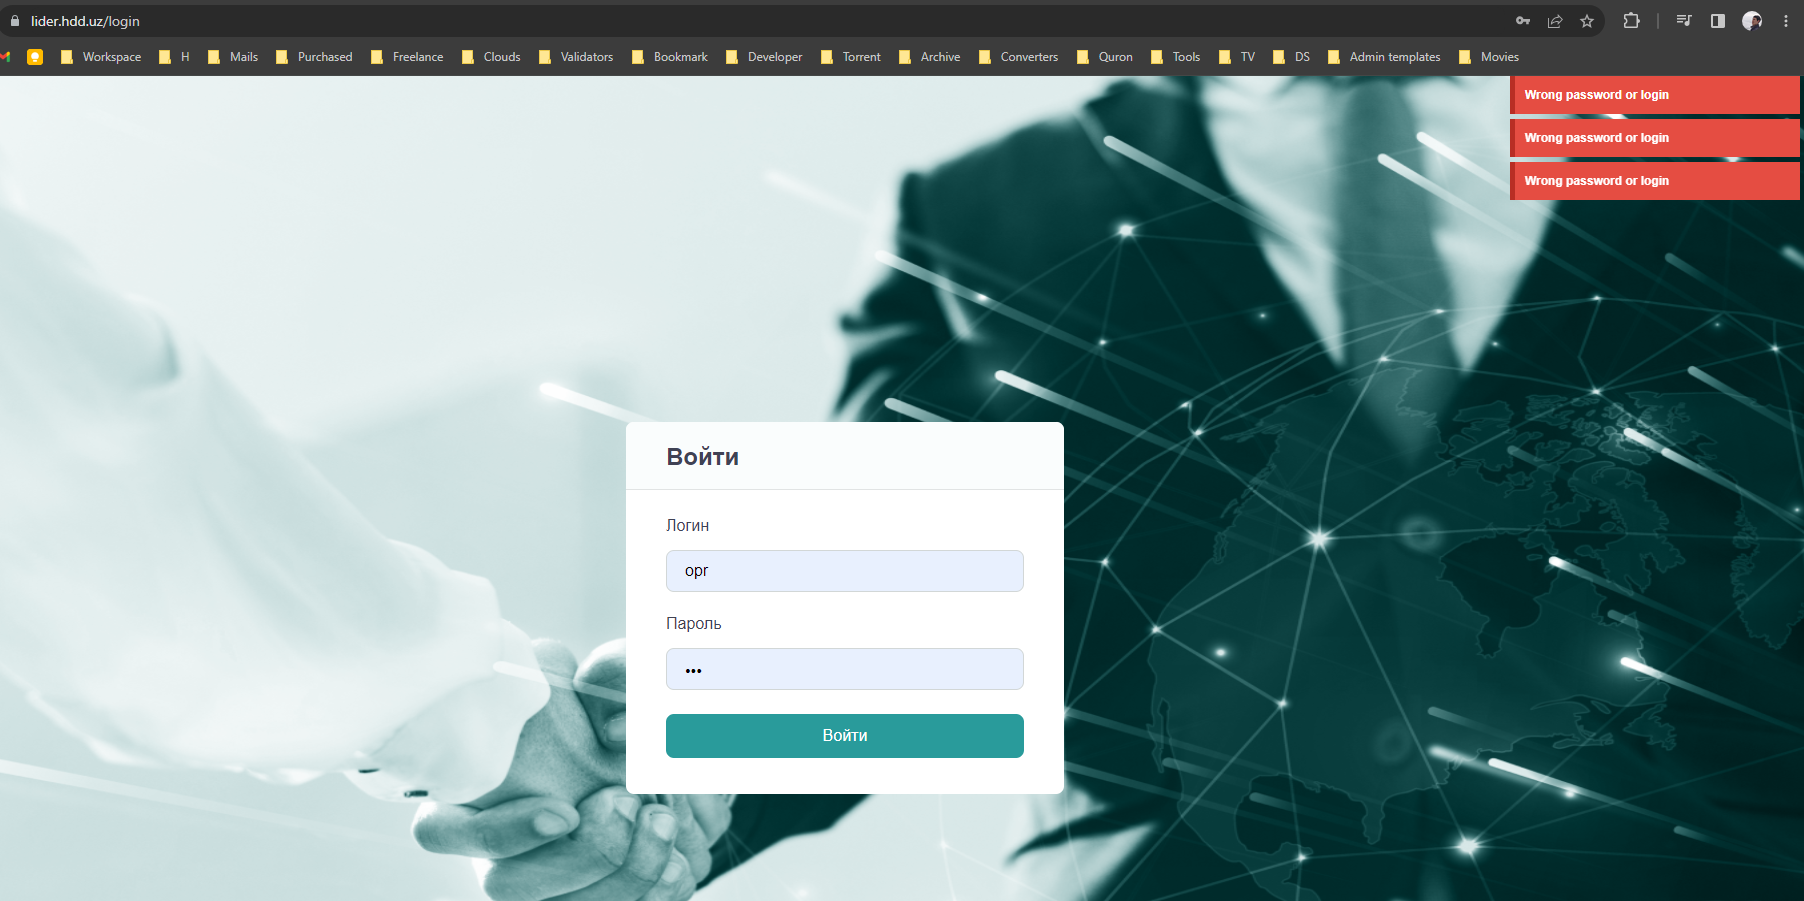 lider.hdd.uz/login
Workspace H Mails Purchased Freelance Clouds Validators Bookmark Developer Torrent Archive Converters Quron Tools TV DS Admin templates Movies
Wrong password or login
Wrong password or login
Wrong password or login
Войти
Логин
opr
Пароль
•••
Войти